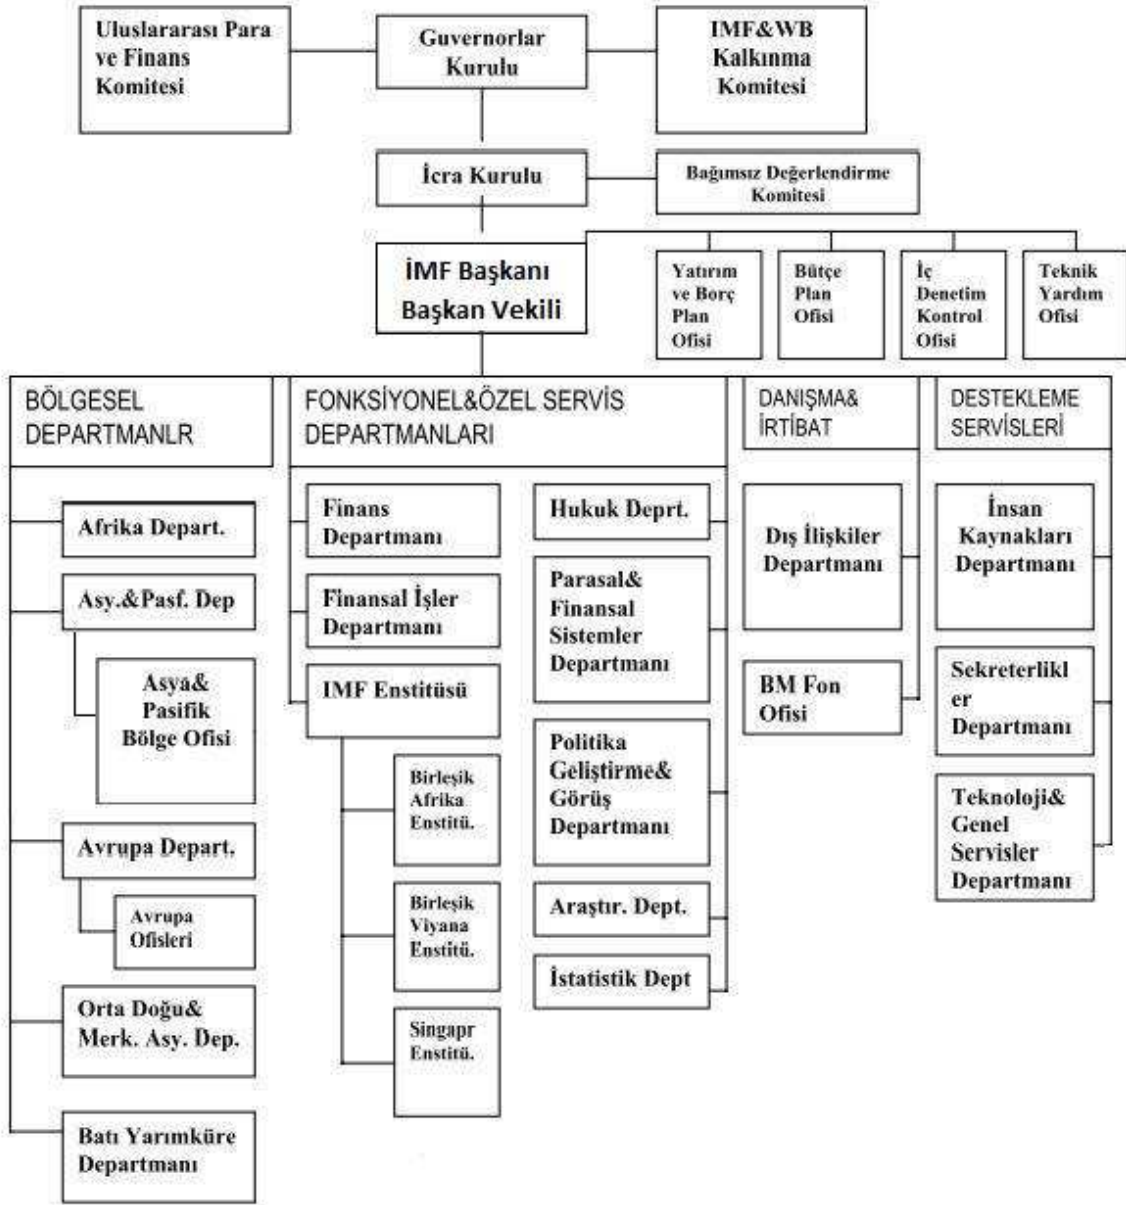 Uluslararası Para
ve Finans
Komitesi
Guvernorlar
Kurulu
IMF&WB
Kalkınma
Komitesi
İcra Kurulu
Bağımsız Değerlendirme
Komitesi
İMF Başkanı
Başkan Vekili
Yatırım
ve Borç
Plan
Ofisi
Bütçe
Plan
Ofisi
İç
Denetim
Kontrol
Ofisi
Teknik
Yardım
Ofisi
BÖLGESEL
DEPARTMANLR
Afrika Depart.
Asy.&Pasf. Dep
Asya&
Pasifik
Bölge Ofisi
Avrupa Depart.
Avrupa
Ofisleri
Orta Doğu&
Merk. Asy. Dep.
Batı Yarımküre
Departmanı
FONKSİYONEL&ÖZEL SERVİS
DEPARTMANLARI
Finans
Departmanı
Finansal İşler
Departmanı
IMF Enstitüsü
Birleşik
Afrika
Enstitü.
Birleşik
Viyana
Enstitü.
Singapr
Enstitü.
Hukuk Deprt.
Parasal&
Finansal
Sistemler
Departmanı
Politika
Geliştirme&
Görüş
Departmanı
Araştır. Dept.
İstatistik Dept
DANIŞMA&
İRTİBAT
Dış İlişkiler
Departmanı
BM Fon
Ofisi
DESTEKLEME
SERVİSLERİ
İnsan
Kaynakları
Departmanı
Sekreterlikl
er
Departmanı
Teknoloji&
Genel
Servisler
Departmanı